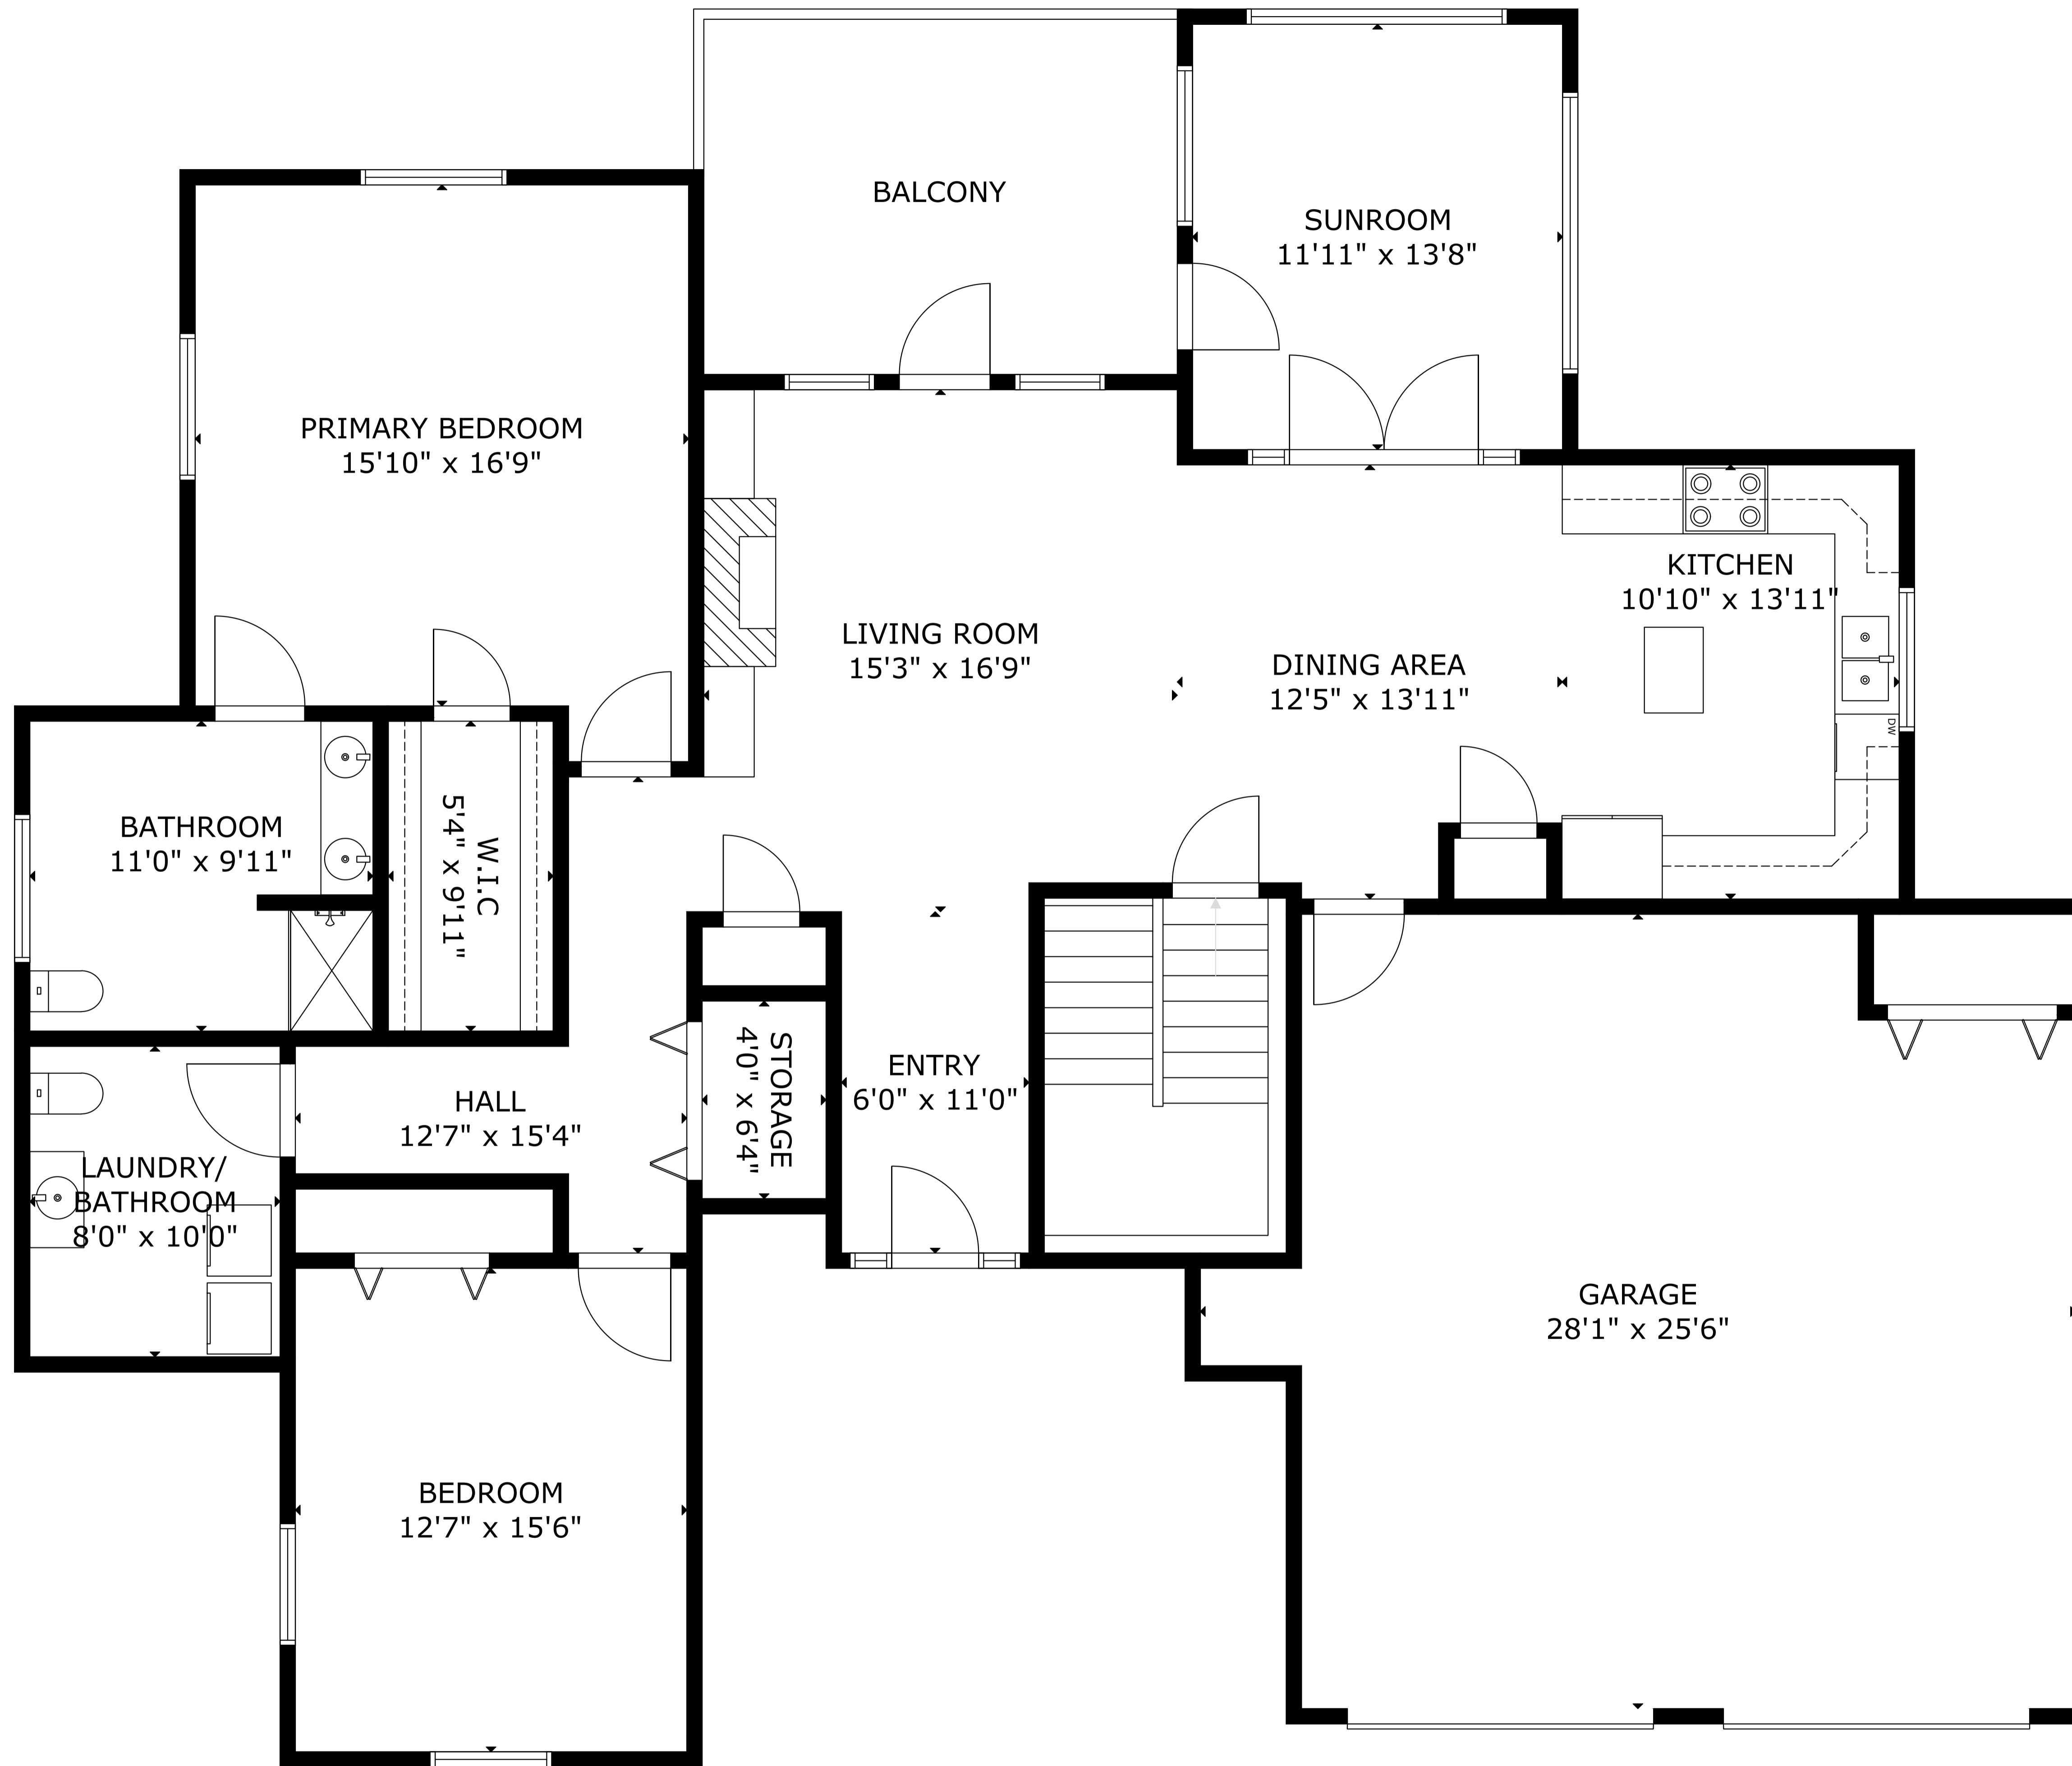 BALCONY
SUNROOM
11'11" x 13'8"
PRIMARY BEDROOM
15'10" x 16'9"
KITCHEN
10'10" x 13'11"
LIVING ROOM
15'3" x 16'9"
DINING AREA
12'5" x 13'11"
DW
BATHROOM
11'0" x 9'11"
W.I.C
5'4" x 9'11"
STORAGE
4'0" x 6'4"
ENTRY
6'0" x 11'0"
HALL
12'7" x 15'4"
LAUNDRY/
BATHROOM
8'0" x 10'0"
GARAGE
28'1" x 25'6"
BEDROOM
12'7" x 15'6"